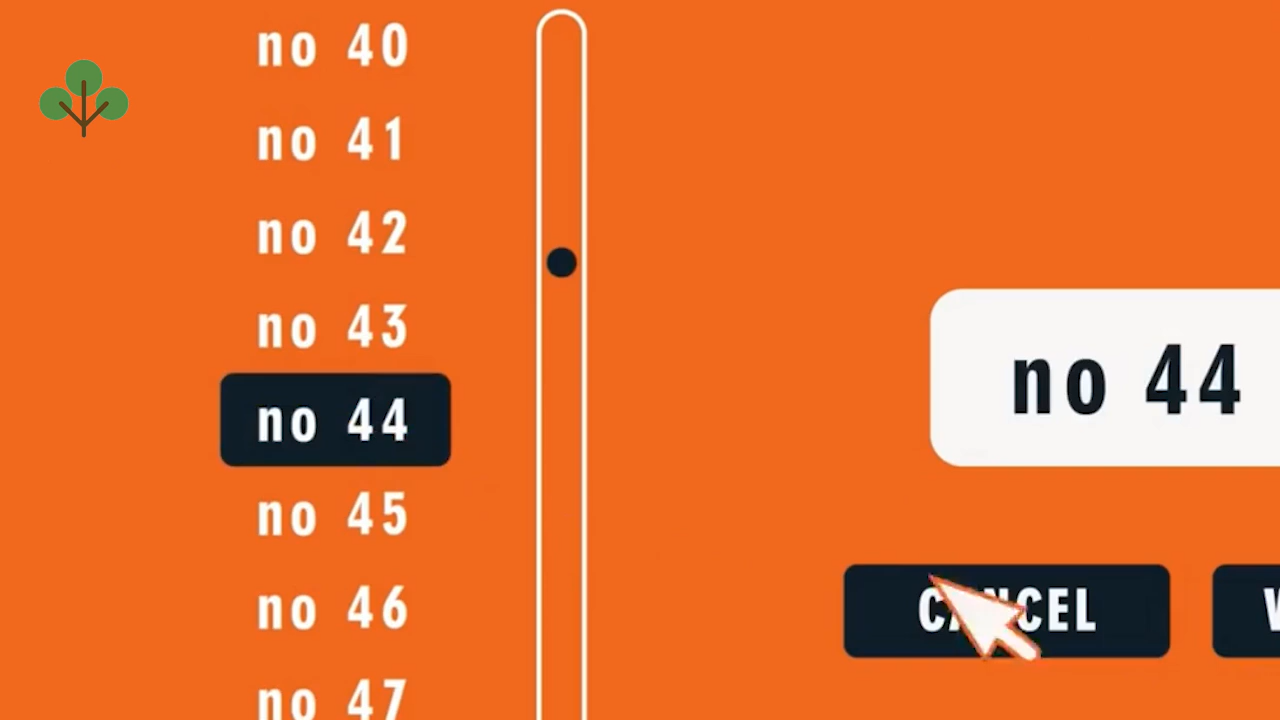 no 40
no 41
no 42
no 43
no 44
no 45
no 46
no 47
no 44
CANCEL